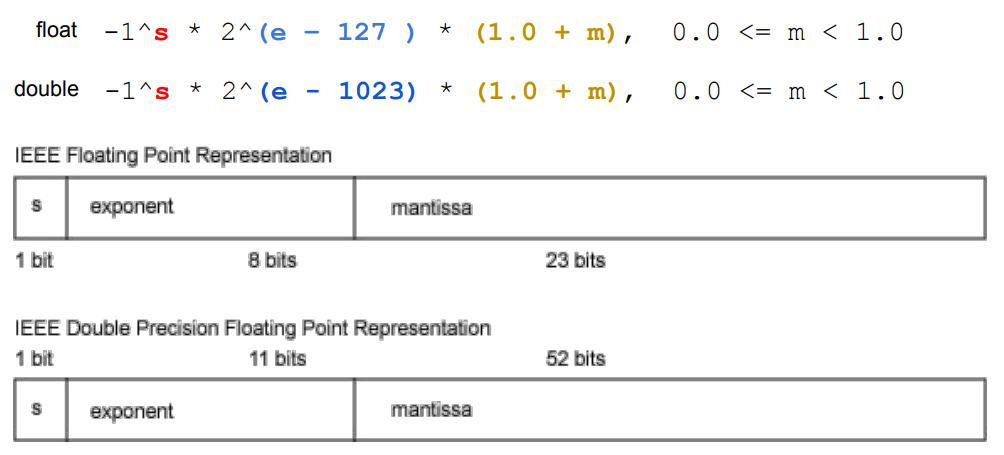 float -1^s * 2^(e - 127 ) * (1.0 + m), 0.0 <= m < 1.0
double -1^s * 2^(e - 1023) * (1.0 + m), 0.0 <= m < 1.0
IEEE Floating Point Representation
s exponent mantissa
1 bit 8 bits 23 bits
IEEE Double Precision Floating Point Representation
1 bit 11 bits 52 bits
s exponent mantissa